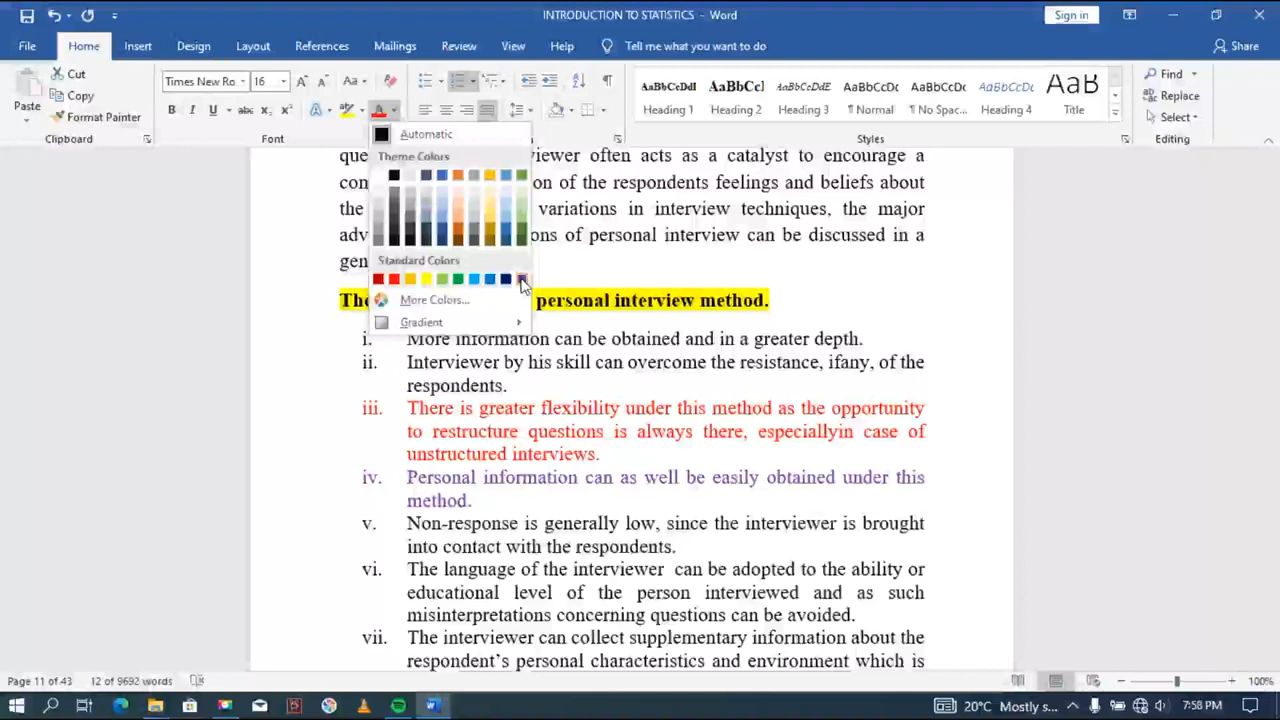 INTRODUCTION TO STATISTICS - Word
Sign in
File Home Insert Design Layout References Mailings Review View Help Tell me what you want to do Share
Paste Cut Copy Format Painter
Times New Ro 16 Aa
B I U abc x₂ x² A ab A
AaBbCcDdI AaBbCc] AaBbCcDdE AaBbCcDc AaBbCcDc AaBbCcDc AaB
Heading 1 Heading 2 Heading 3 ¶ Normal ¶ No Spac... Heading 4 Title
Find
Replace
Select
Clipboard Font Styles Editing
Automatic
Theme Colors
Standard Colors
More Colors...
Gradient
que viewer often acts as a catalyst to encourage a
con on of the respondents feelings and beliefs about
the variations in interview techniques, the major
adv ons of personal interview can be discussed in a
gen
The personal interview method.
i. More information can be obtained and in a greater depth.
ii. Interviewer by his skill can overcome the resistance, ifany, of the
respondents.
iii. There is greater flexibility under this method as the opportunity
to restructure questions is always there, especiallyin case of
unstructured interviews.
iv. Personal information can as well be easily obtained under this
method.
v. Non-response is generally low, since the interviewer is brought
into contact with the respondents.
vi. The language of the interviewer can be adopted to the ability or
educational level of the person interviewed and as such
misinterpretations concerning questions can be avoided.
vii. The interviewer can collect supplementary information about the
respondent’s personal characteristics and environment which is
Page 11 of 43 12 of 9692 words 100%
20°C Mostly s... 7:58 PM